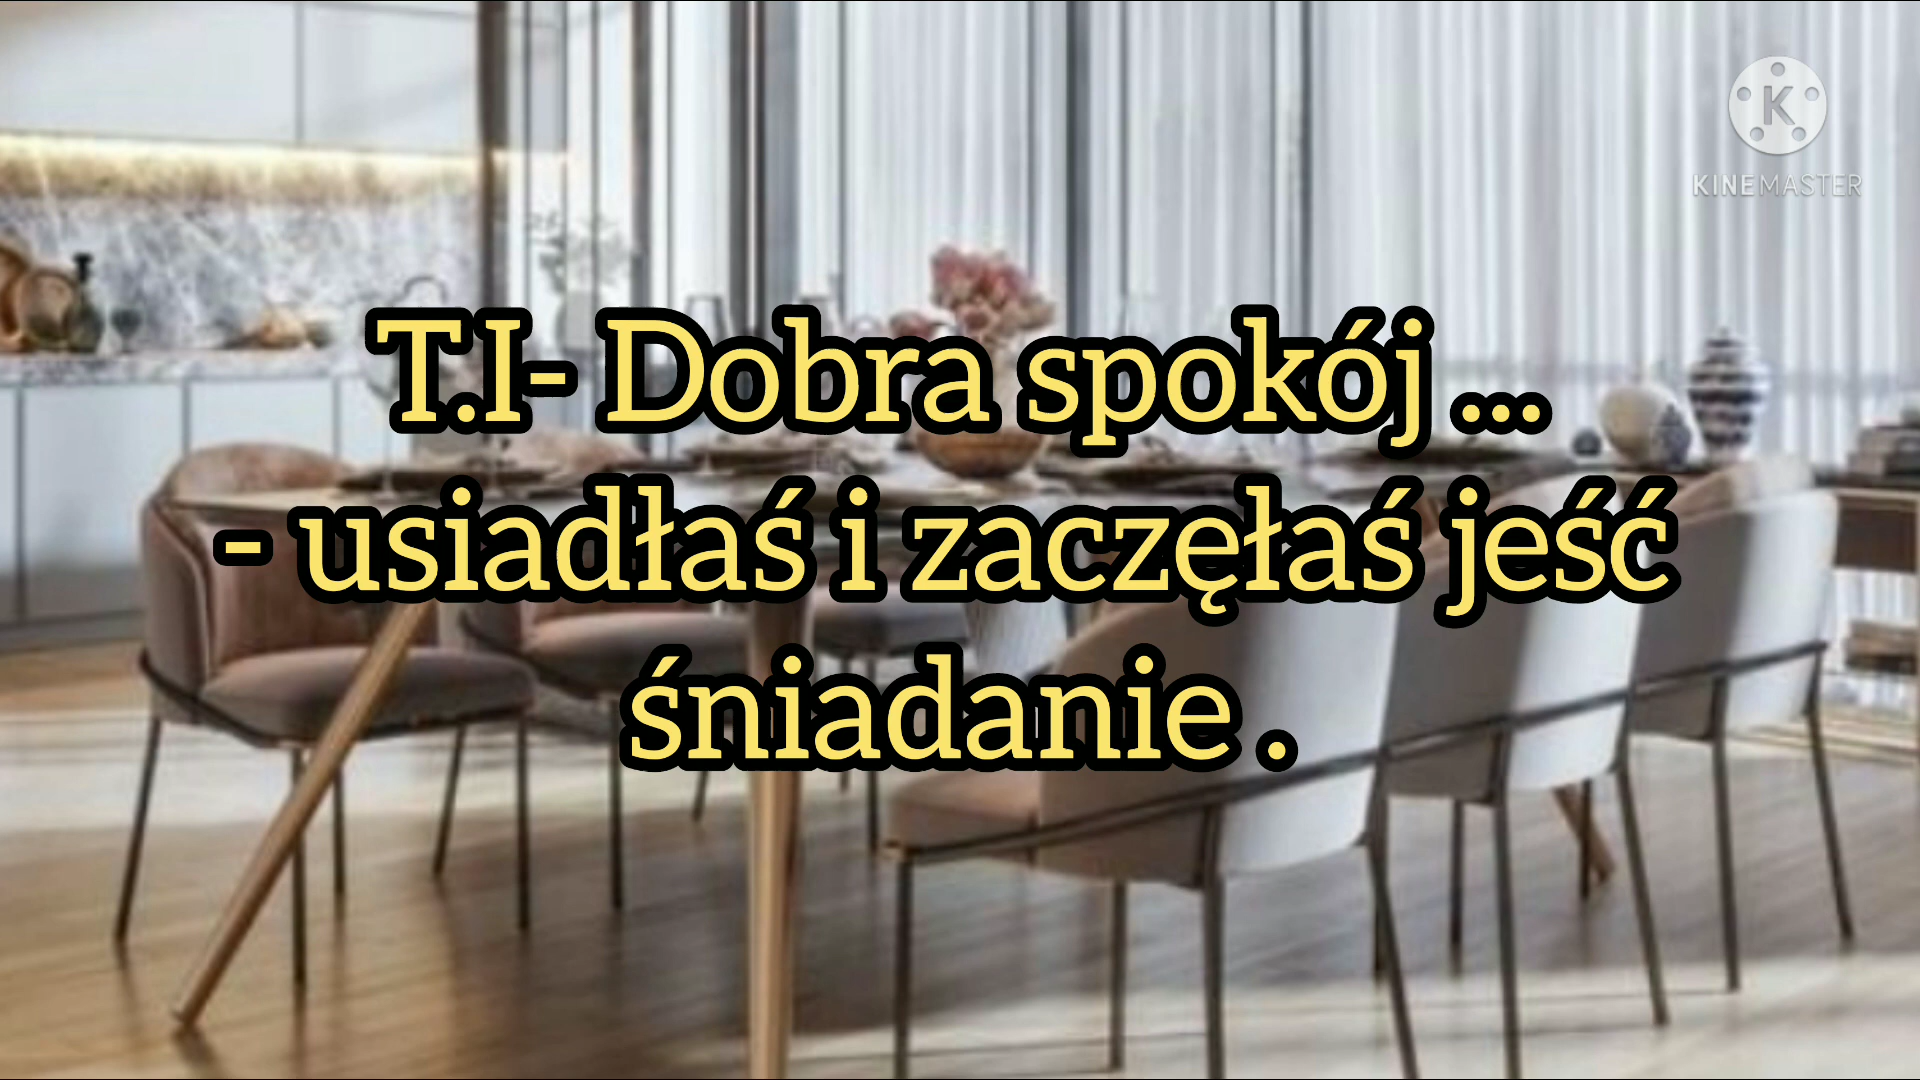 KINEMASTER
T.I- Dobra spokój ...
- usiadłaś i zaczęłaś jeść
śniadanie .